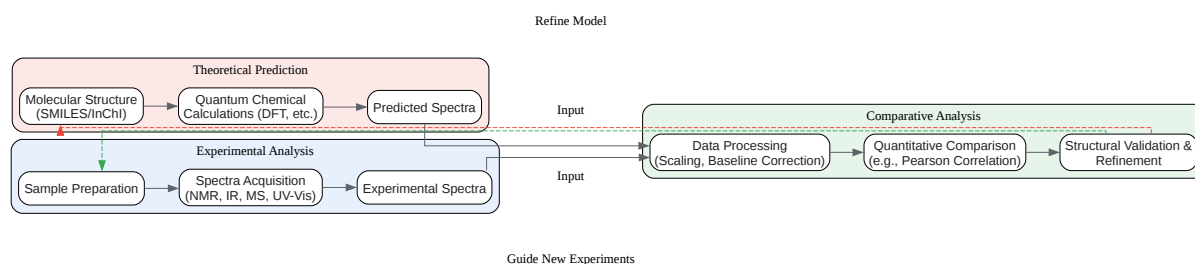 Refine Model
Theoretical Prediction
Molecular Structure
(SMILES/InChI)
Quantum Chemical
Calculations (DFT, etc.)
Predicted Spectra
Input
Experimental Analysis
Sample Preparation
Spectra Acquisition
(NMR, IR, MS, UV-Vis)
Experimental Spectra
Input
Comparative Analysis
Data Processing
(Scaling, Baseline Correction)
Quantitative Comparison
(e.g., Pearson Correlation)
Structural Validation &
Refinement
Guide New Experiments